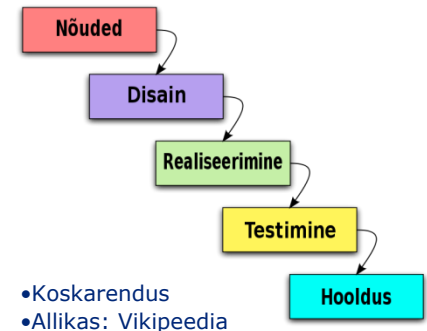 Nõuded
Disain
Realiseerimine
Testimine
Hooldus
•Koskarendus
•Allikas: Vikipeedia